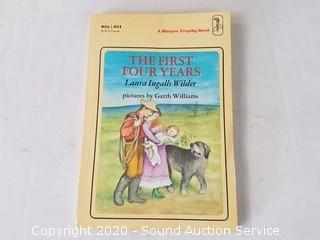 A Harper Trophy Book
THE FIRST
FOUR YEARS
Laura Ingalls Wilder
pictures by Garth Williams
Copyright 2020 - Sound Auction Service